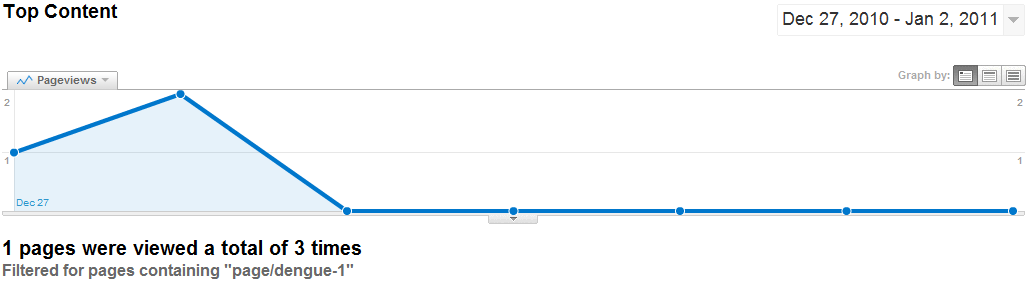 Top Content
Dec 27, 2010 - Jan 2, 2011
Pageviews
Graph by:
2 2
1 1
Dec 27
1 pages were viewed a total of 3 times
Filtered for pages containing "page/dengue-1"